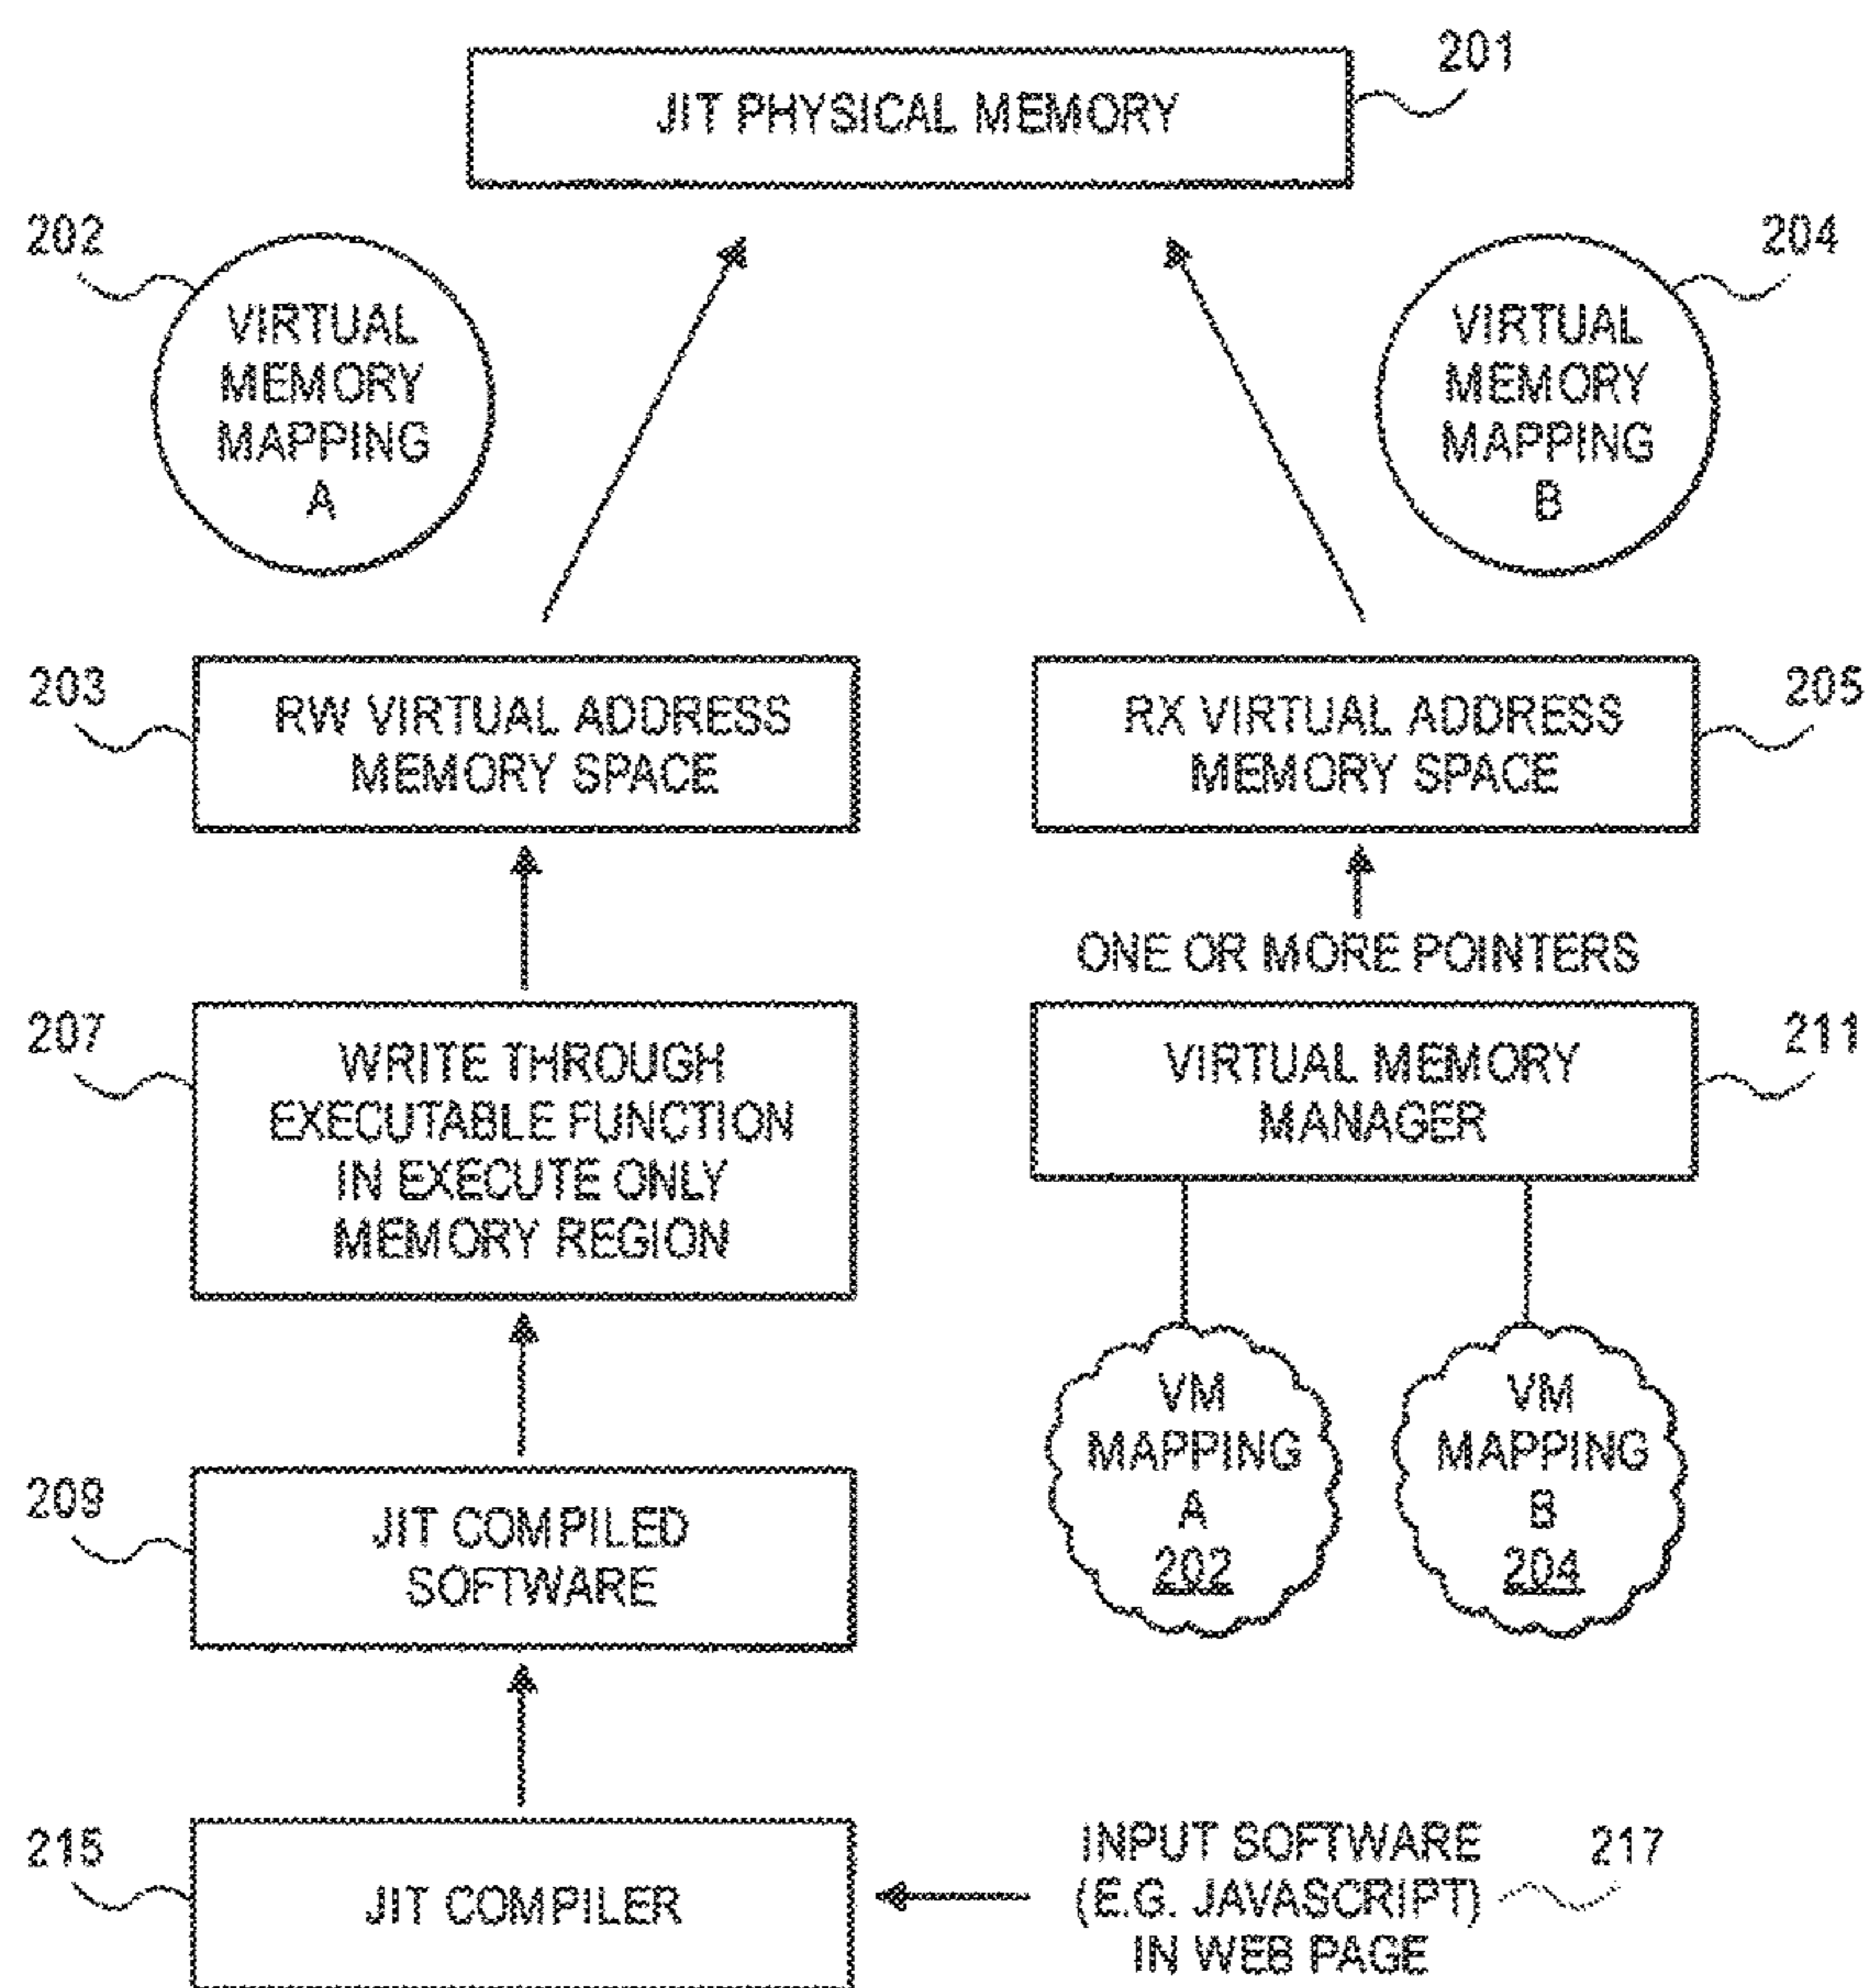 201
JIT PHYSICAL MEMORY
202
VIRTUAL
MEMORY
MAPPING
A
204
VIRTUAL
MEMORY
MAPPING
B
203
RW VIRTUAL ADDRESS
MEMORY SPACE
RX VIRTUAL ADDRESS
MEMORY SPACE
205
ONE OR MORE POINTERS
207
WRITE THROUGH
EXECUTABLE FUNCTION
IN EXECUTE ONLY
MEMORY REGION
VIRTUAL MEMORY
MANAGER
211
VM
MAPPING
A
202
VM
MAPPING
B
204
209
JIT COMPILED
SOFTWARE
215
JIT COMPILER
INPUT SOFTWARE
(E.G. JAVASCRIPT)
IN WEB PAGE
217